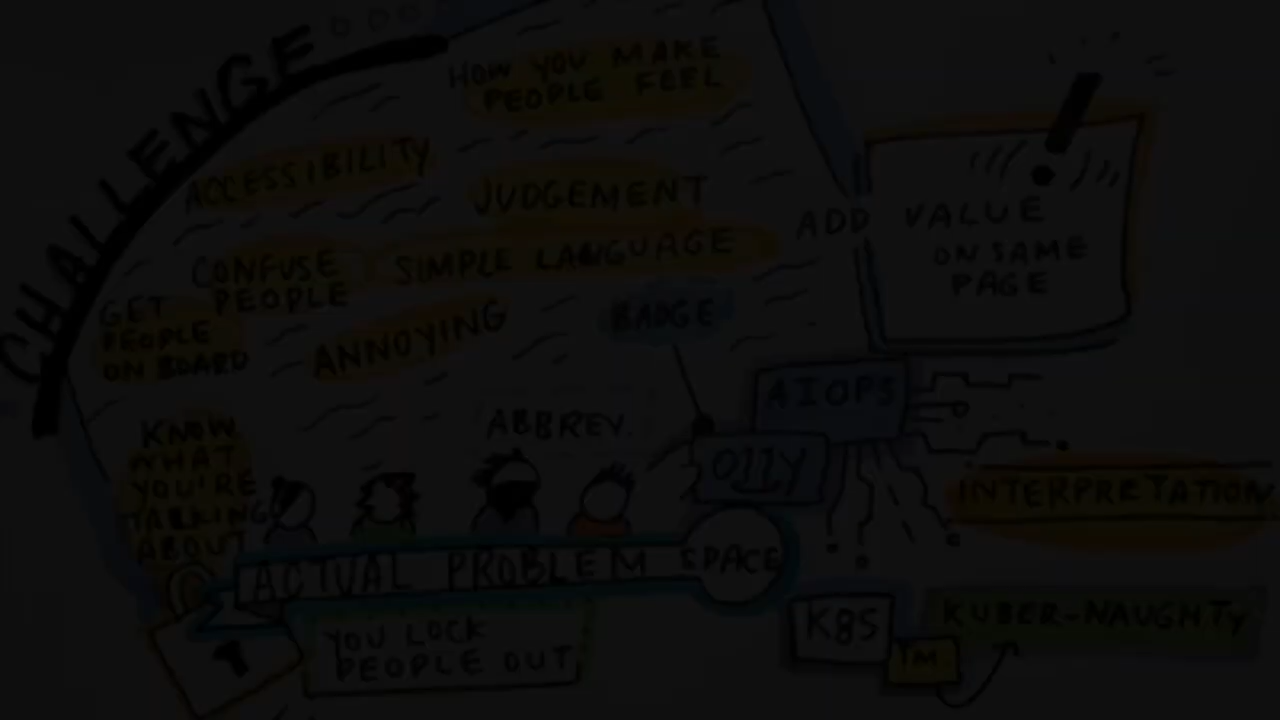 CHALLENGE
HOW YOU MAKE
PEOPLE FEEL
ACCESSIBILITY
JUDGEMENT
CONFUSE
PEOPLE
SIMPLE LANGUAGE
GET
PEOPLE
ON BOARD
ANNOYING
BADGE
ADD VALUE
ON SAME
PAGE
KNOW
WHAT
YOU'RE
TALKING
ABOUT
ABBREV.
AIOPS
O11Y
INTERPRETATION
ACTUAL PROBLEM SPACE
YOU LOCK
PEOPLE OUT
K8S
TM
KUBER-NAUGHTY